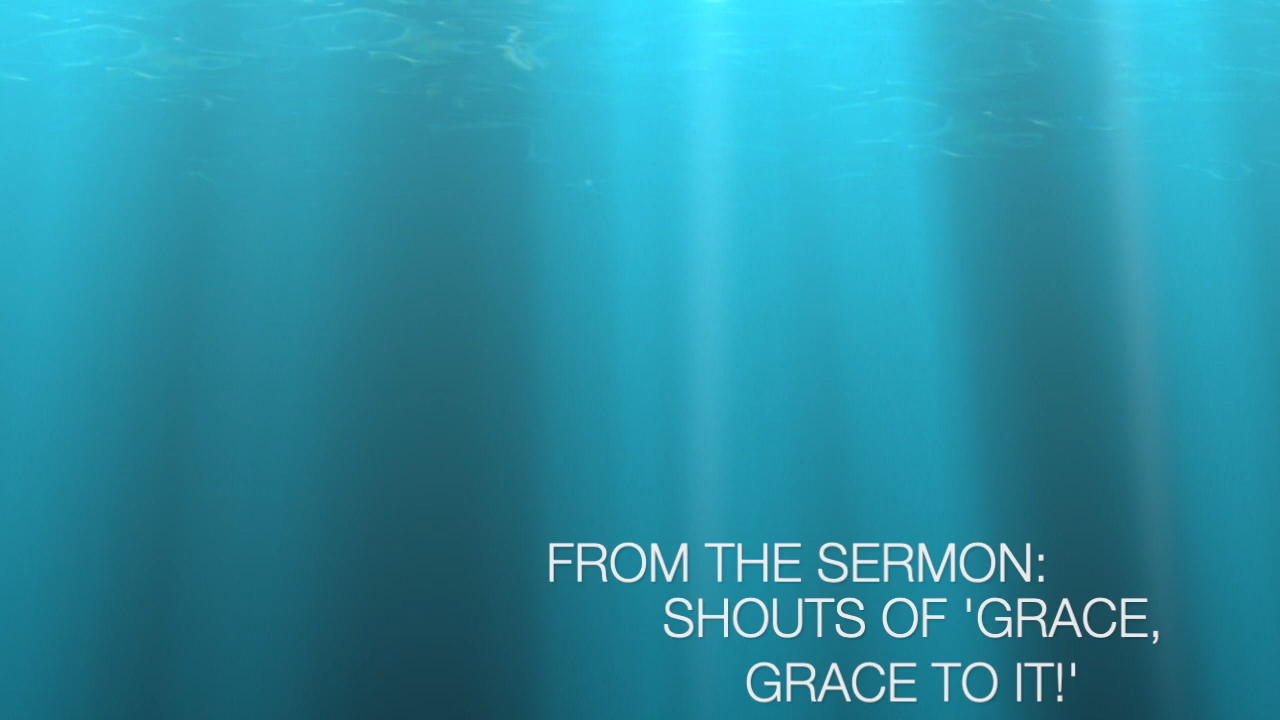 FROM THE SERMON:
SHOUTS OF 'GRACE,
GRACE TO IT!'